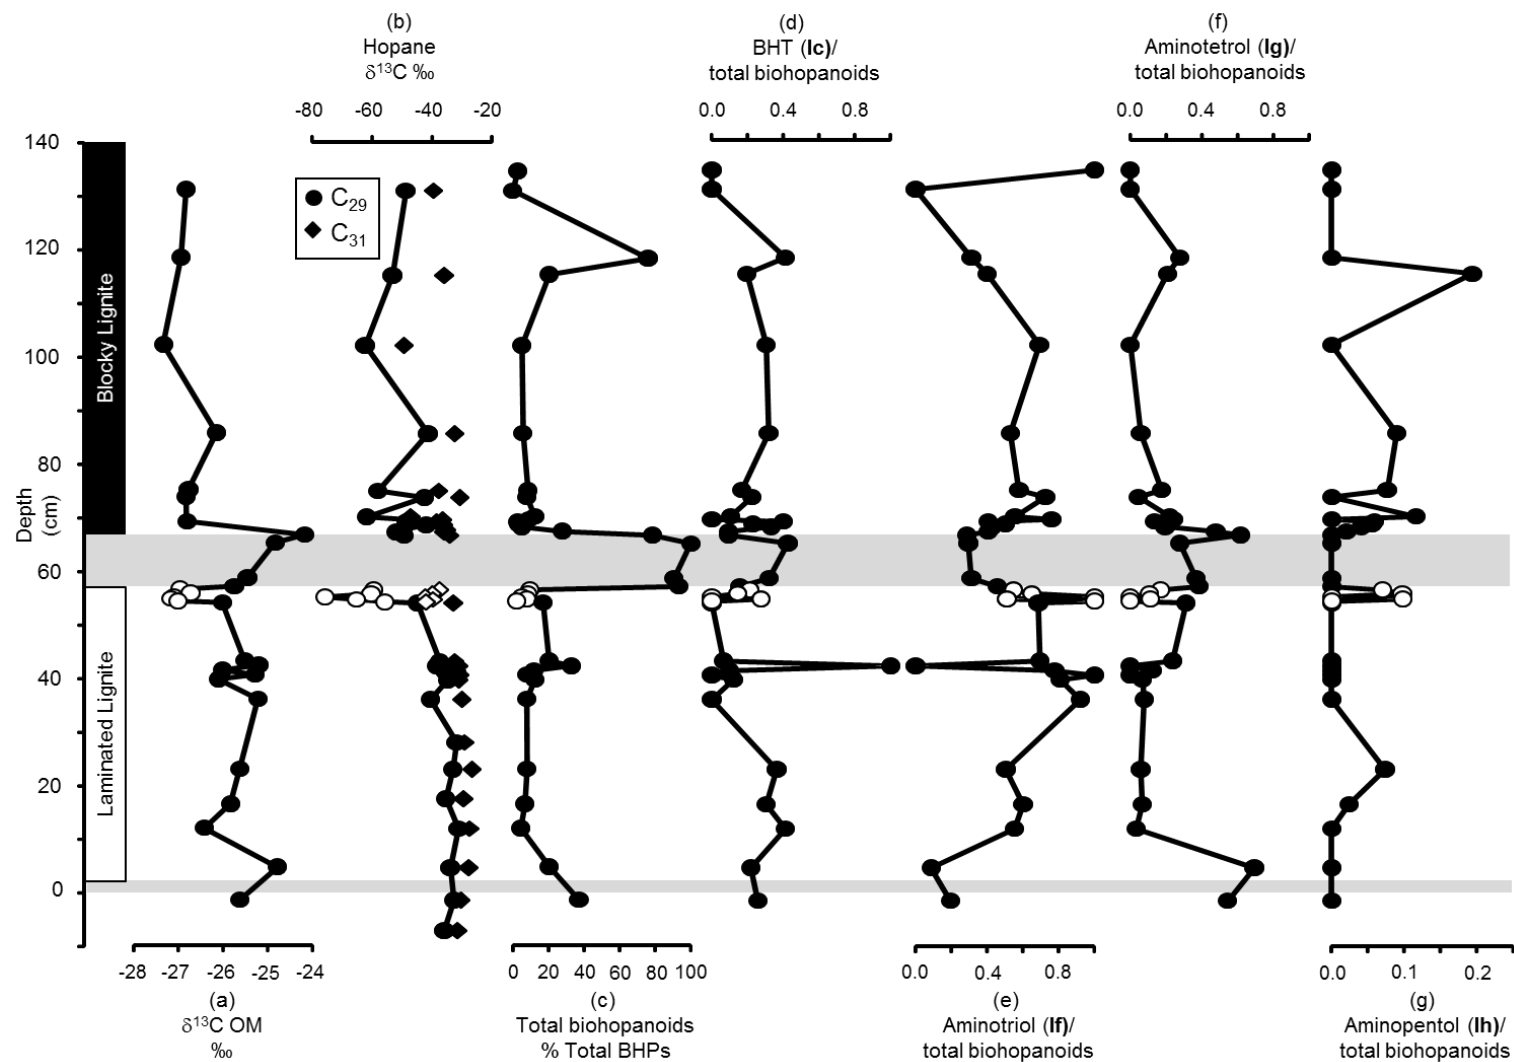 (b)
Hopane
δ13C ‰
-80 -60 -40 -20
(d)
BHT (Ic)/
total biohopanoids
0.0 0.4 0.8
(f)
Aminotetrol (Ig)/
total biohopanoids
0.0 0.4 0.8
C29
C31
Depth
(cm)
140
120
100
80
60
40
20
0
Blocky Lignite
Laminated Lignite
-28 -27 -26 -25 -24
(a)
δ13C OM
‰
0 20 40 60 80 100
(c)
Total biohopanoids
% Total BHPs
0.0 0.4 0.8
(e)
Aminotriol (If)/
total biohopanoids
0.0 0.1 0.2
(g)
Aminopentol (Ih)/
total biohopanoids